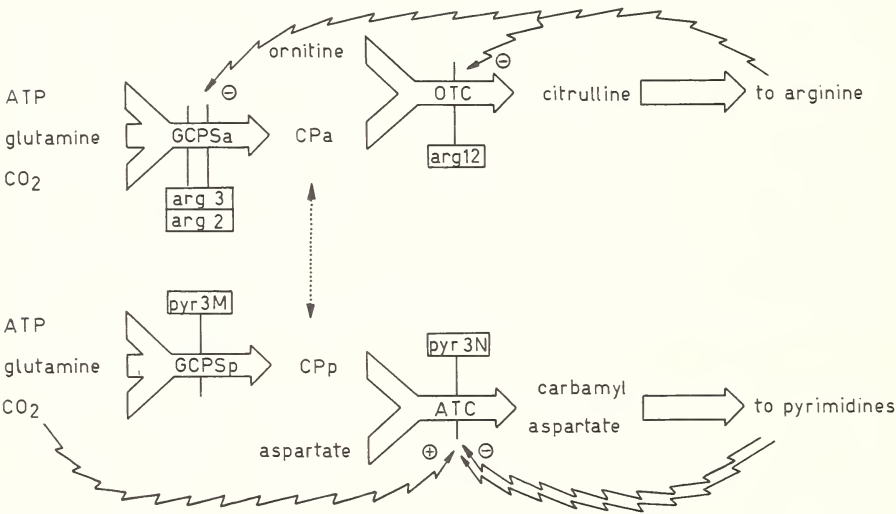 ornitine
⊖
ATP
OTC
citrulline
to arginine
⊖
glutamine
GCPSa
CPa
CO2
arg12
arg 3
arg 2
pyr3M
ATP
pyr3N
glutamine
GCPSp
CPp
carbamyl
CO2
ATC
to pyrimidines
aspartate
aspartate
⊕
⊖